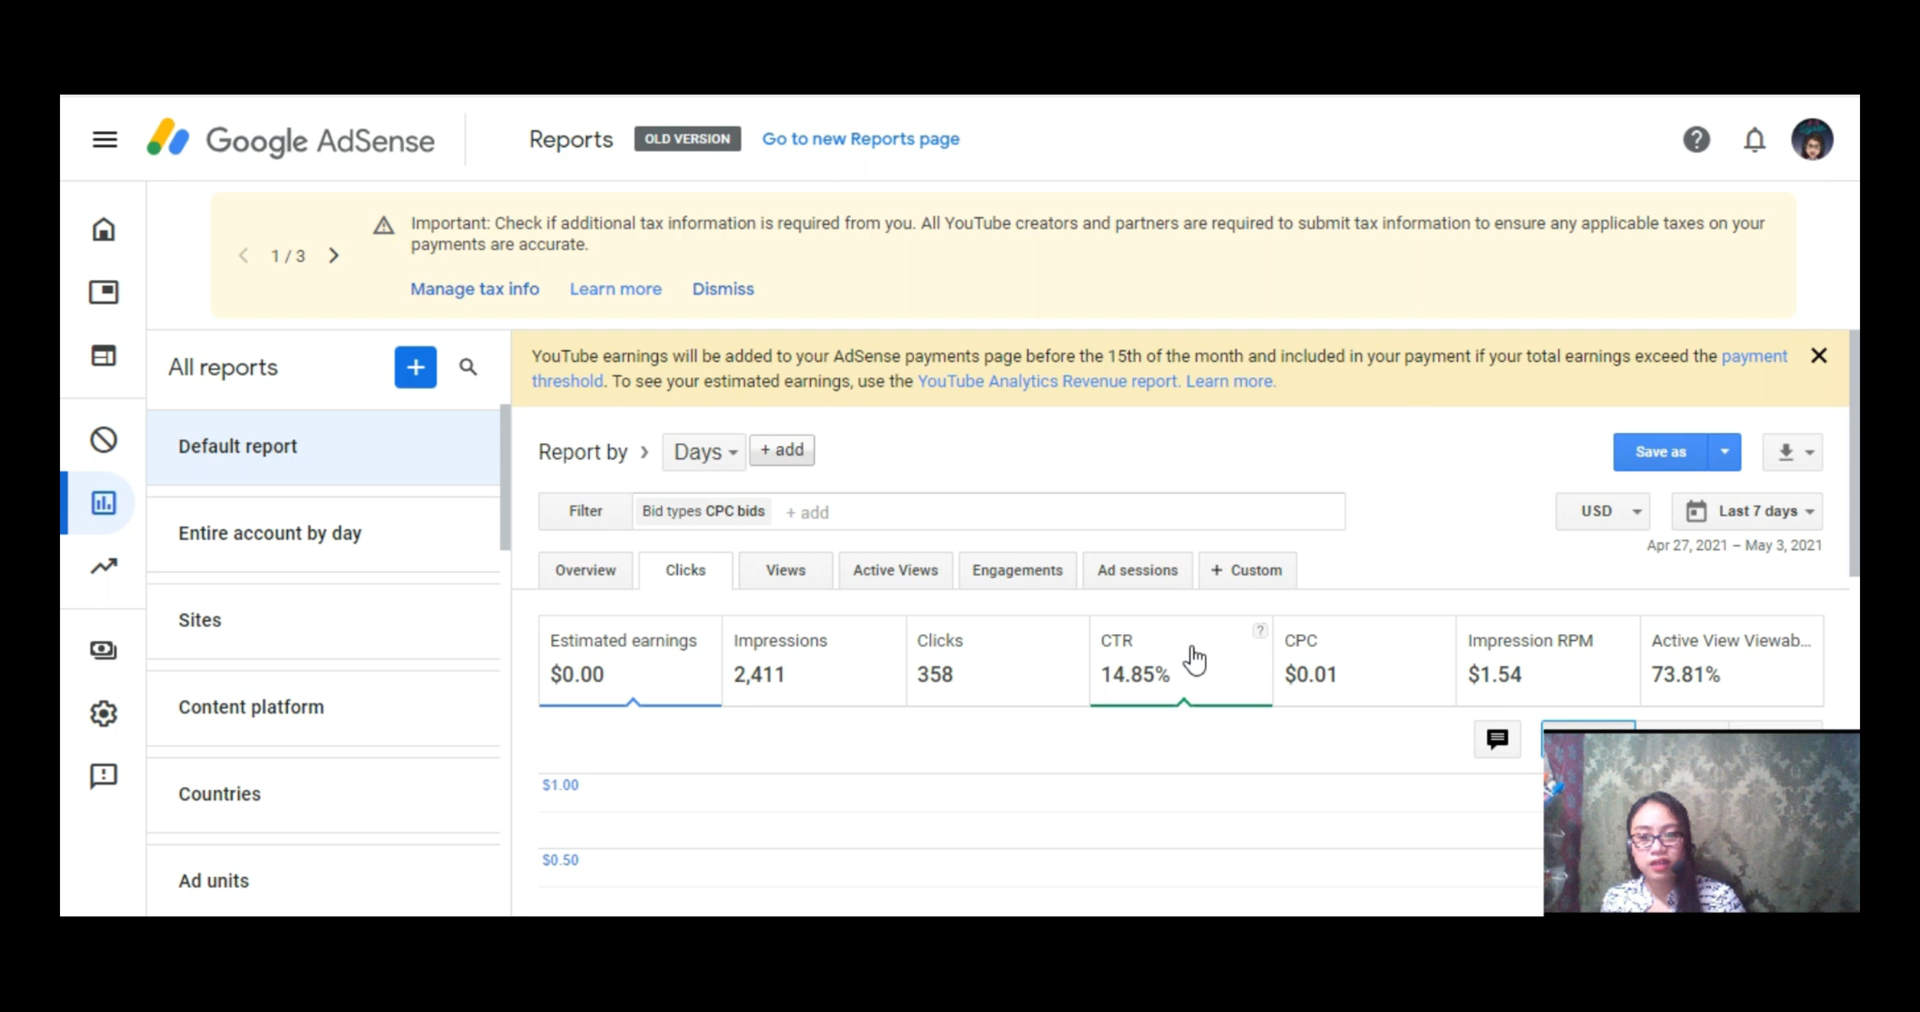 Google AdSense
Reports
OLD VERSION
Go to new Reports page
?
1 / 3
Important: Check if additional tax information is required from you. All YouTube creators and partners are required to submit tax information to ensure any applicable taxes on your
payments are accurate.
Manage tax info Learn more Dismiss
All reports
+
Default report
Entire account by day
Sites
Content platform
Countries
Ad units
YouTube earnings will be added to your AdSense payments page before the 15th of the month and included in your payment if your total earnings exceed the payment
threshold. To see your estimated earnings, use the YouTube Analytics Revenue report. Learn more.
Report by › Days + add
Save as
Filter Bid types CPC bids + add
USD
Last 7 days
Apr 27, 2021 – May 3, 2021
Overview Clicks Views Active Views Engagements Ad sessions + Custom
Estimated earnings
$0.00
Impressions
2,411
Clicks
358
CTR
?
14.85%
CPC
$0.01
Impression RPM
$1.54
Active View Viewab...
73.81%
$1.00
$0.50